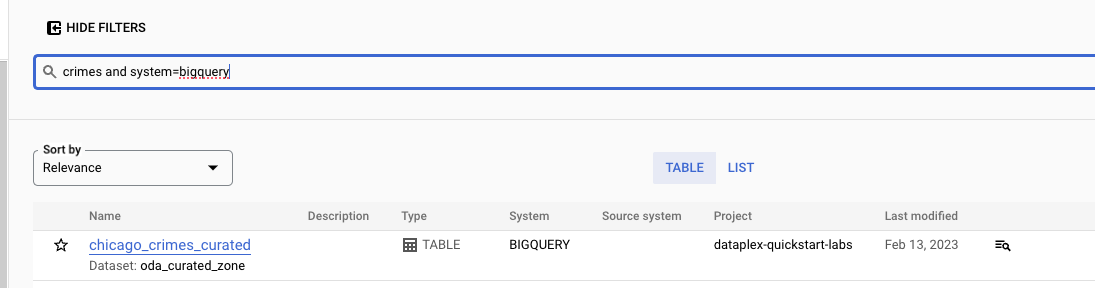 HIDE FILTERS
crimes and system=bigquery
Sort by
Relevance
TABLE LIST
Name Description Type System Source system Project Last modified
chicago_crimes_curated TABLE BIGQUERY dataplex-quickstart-labs Feb 13, 2023
Dataset: oda_curated_zone